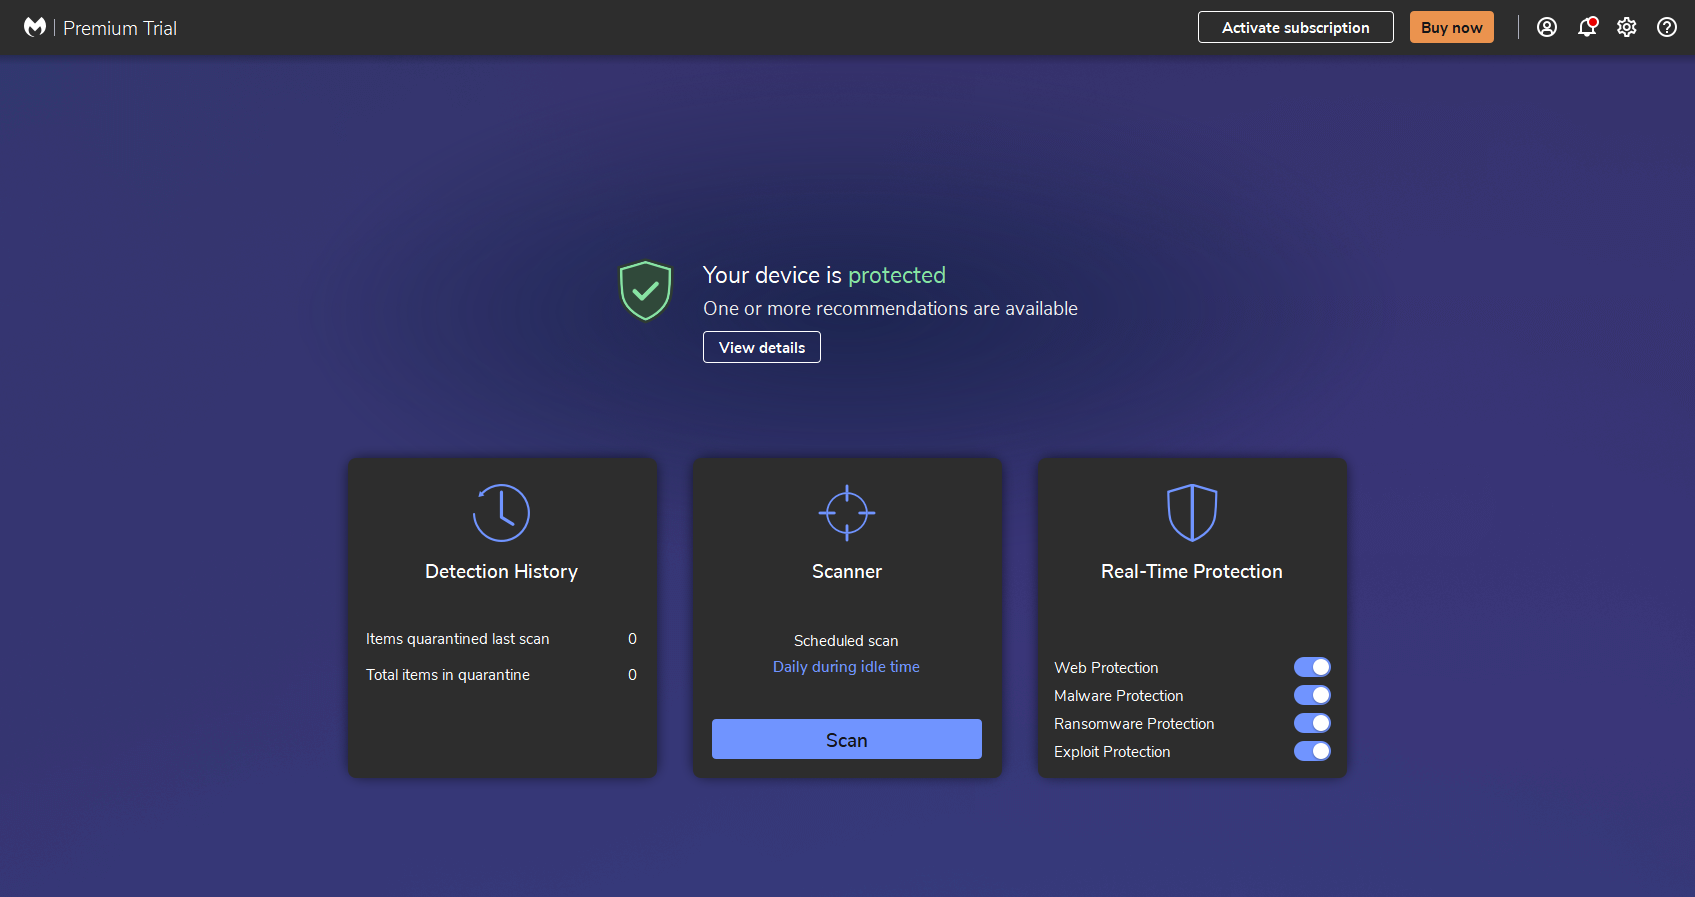 Premium Trial
Activate subscription
Buy now
Your device is protected
One or more recommendations are available
View details
Detection History
Items quarantined last scan 0
Total items in quarantine 0
Scanner
Scheduled scan
Daily during idle time
Scan
Real-Time Protection
Web Protection
Malware Protection
Ransomware Protection
Exploit Protection